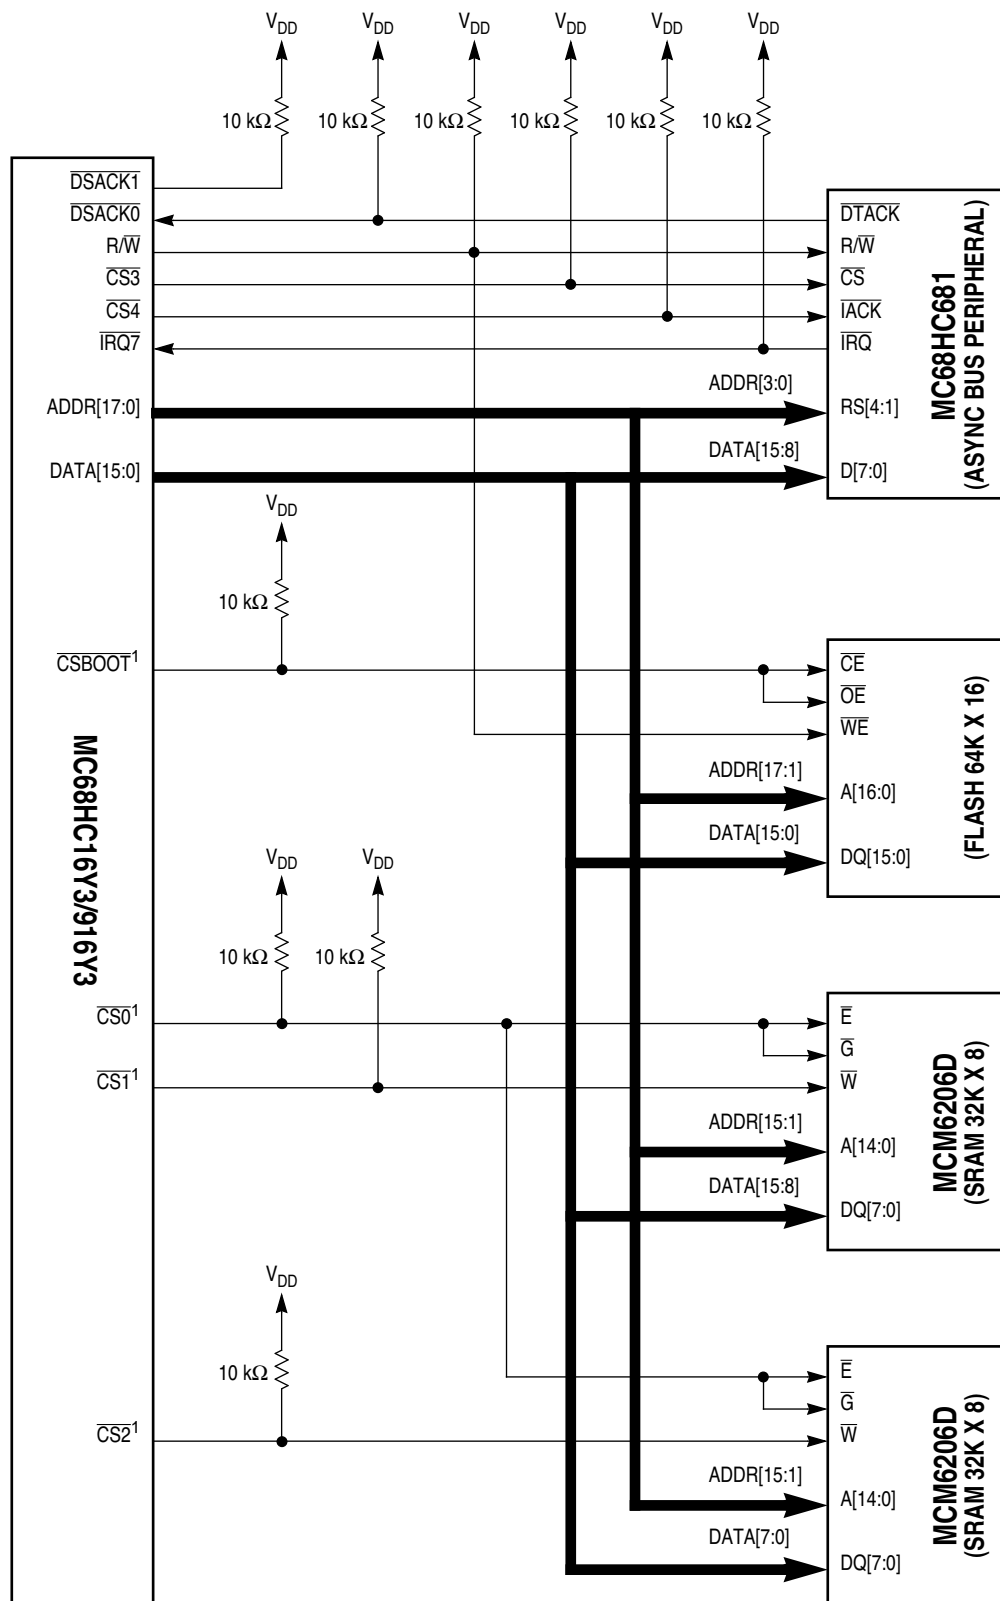 VDD VDD VDD VDD VDD VDD
10 kΩ 10 kΩ 10 kΩ 10 kΩ 10 kΩ 10 kΩ
DSACK1
DSACK0 DTACK
R/W R/W
CS3 CS
CS4 IACK
IRQ7 IRQ
ADDR[3:0]
ADDR[17:0] RS[4:1]
DATA[15:8]
DATA[15:0] D[7:0]
MC68HC681
(ASYNC BUS PERIPHERAL)
VDD
10 kΩ
CSBOOT1 CE
OE
WE
ADDR[17:1]
A[16:0]
DATA[15:0]
DQ[15:0]
(FLASH 64K X 16)
MC68HC16Y3/916Y3
VDD VDD
10 kΩ 10 kΩ
CS01 E
G
CS11 W
ADDR[15:1]
A[14:0]
DATA[15:8]
DQ[7:0]
MCM6206D
(SRAM 32K X 8)
VDD
10 kΩ
E
G
CS21 W
ADDR[15:1]
A[14:0]
DATA[7:0]
DQ[7:0]
MCM6206D
(SRAM 32K X 8)